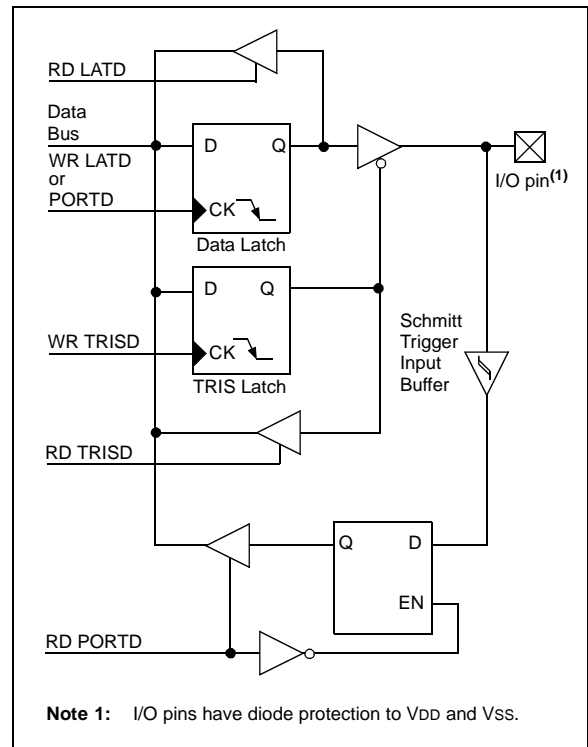 RD LATD
Data
Bus
WR LATD
or
PORTD
D Q
CK
Data Latch
I/O pin(1)
D Q
WR TRISD
CK
TRIS Latch
Schmitt
Trigger
Input
Buffer
RD TRISD
Q D
EN
RD PORTD
Note 1: I/O pins have diode protection to VDD and VSS.